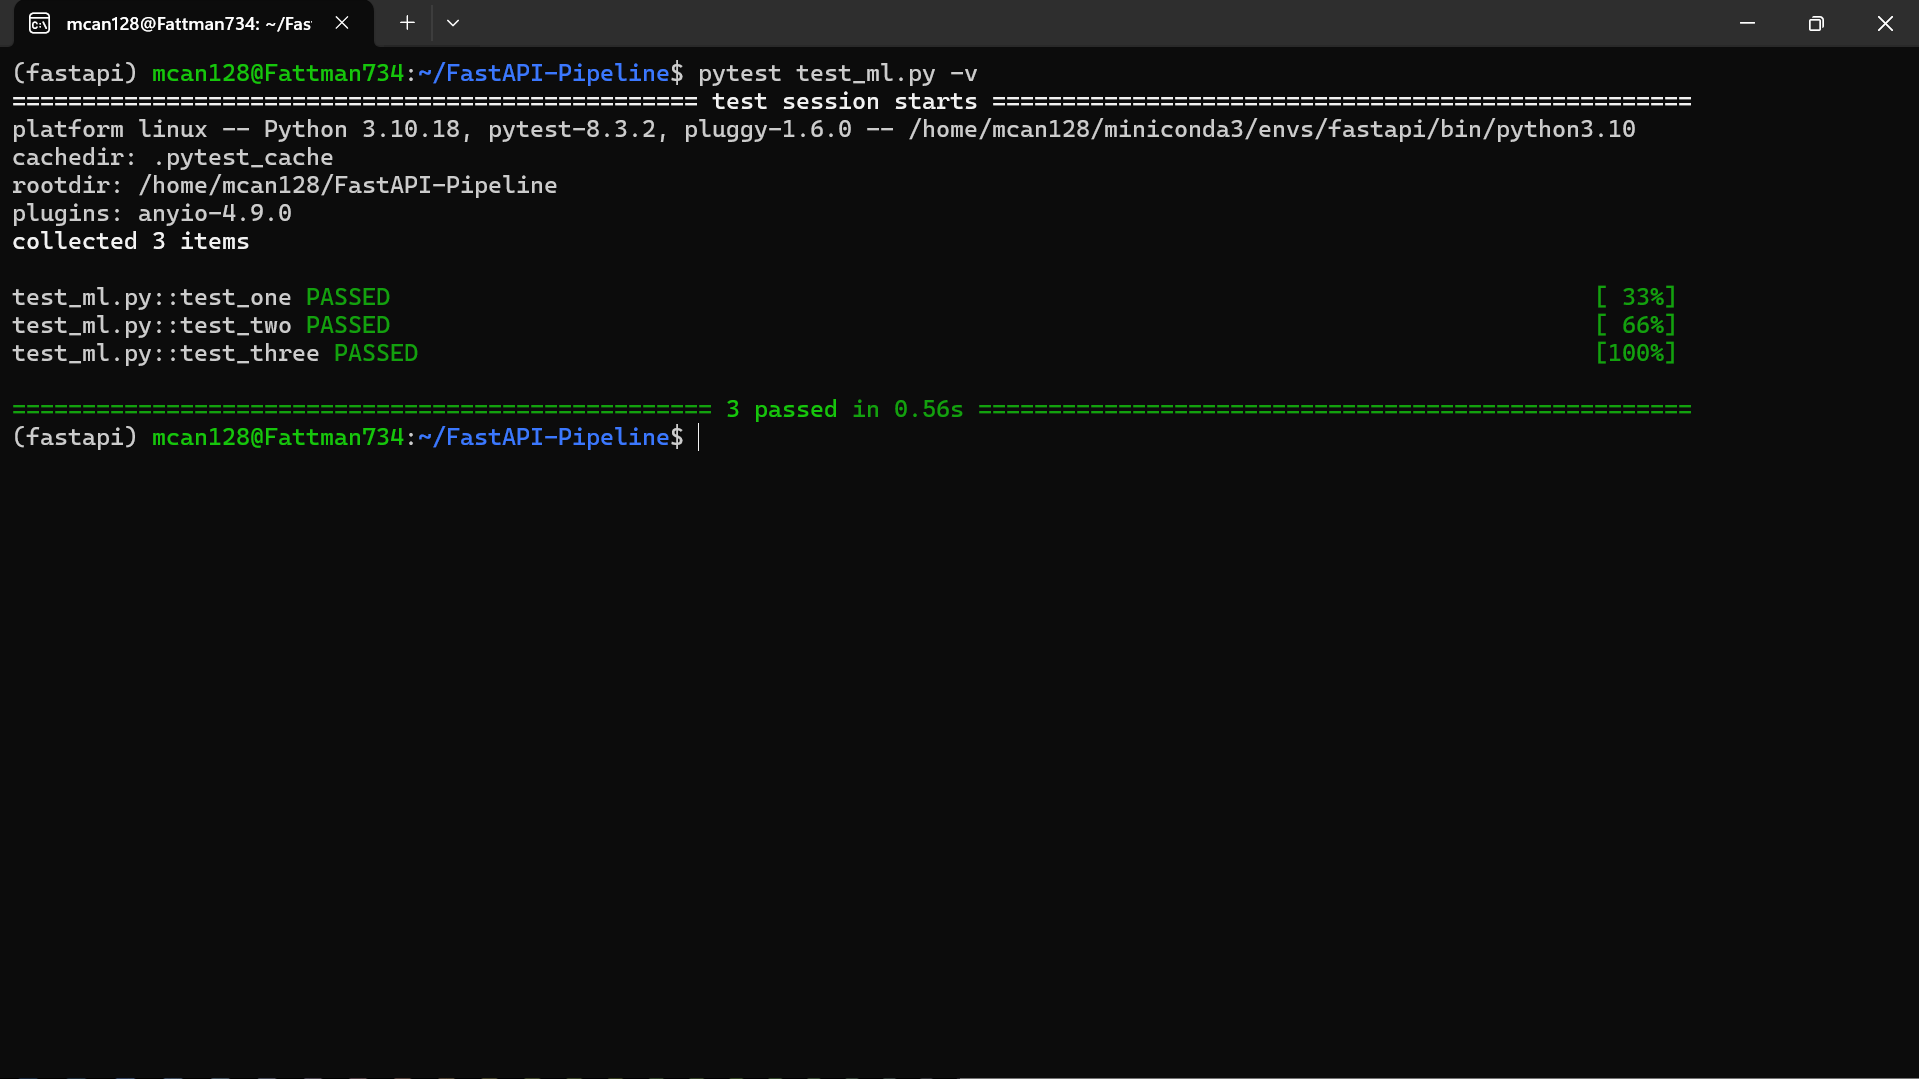 mcan128@Fattman734: ~/Fas
(fastapi) mcan128@Fattman734:~/FastAPI-Pipeline$ pytest test_ml.py -v
================================================= test session starts ==================================================
platform linux -- Python 3.10.18, pytest-8.3.2, pluggy-1.6.0 -- /home/mcan128/miniconda3/envs/fastapi/bin/python3.10
cachedir: .pytest_cache
rootdir: /home/mcan128/FastAPI-Pipeline
plugins: anyio-4.9.0
collected 3 items
test_ml.py::test_one PASSED [ 33%]
test_ml.py::test_two PASSED [ 66%]
test_ml.py::test_three PASSED [100%]
================================================== 3 passed in 0.56s ===================================================
(fastapi) mcan128@Fattman734:~/FastAPI-Pipeline$